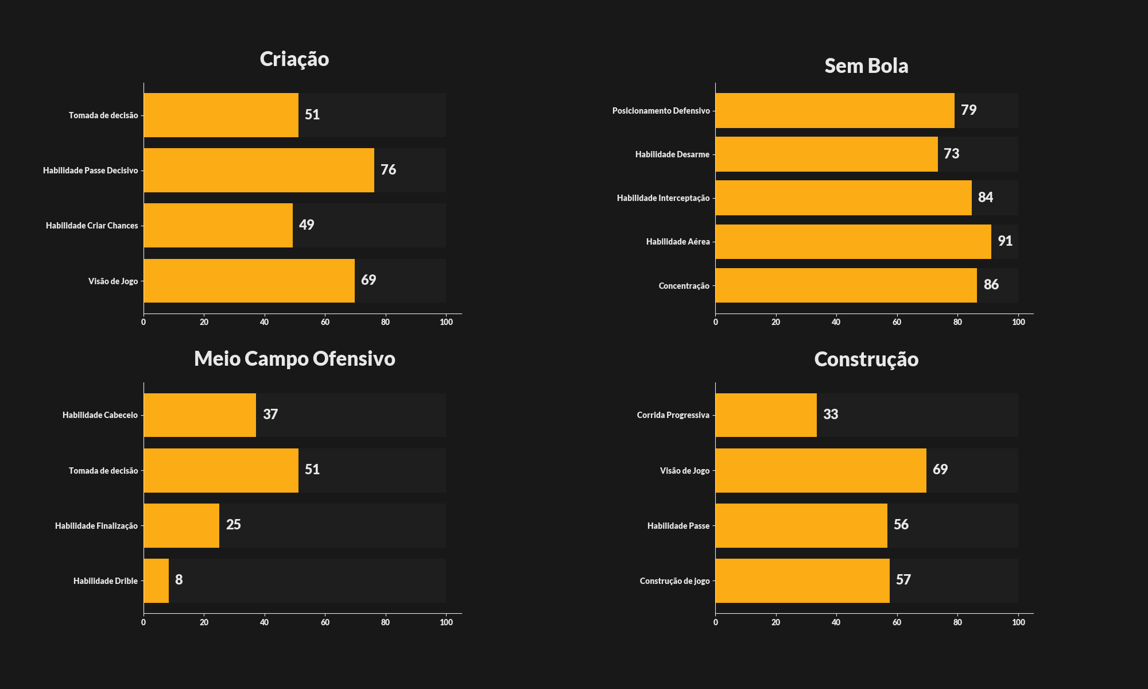 Criação
Tomada de decisão 51
Habilidade Passe Decisivo 76
Habilidade Criar Chances 49
Visão de Jogo 69
0 20 40 60 80 100
Sem Bola
Posicionamento Defensivo 79
Habilidade Desarme 73
Habilidade Interceptação 84
Habilidade Aérea 91
Concentração 86
0 20 40 60 80 100
Meio Campo Ofensivo
Habilidade Cabeceio 37
Tomada de decisão 51
Habilidade Finalização 25
Habilidade Drible 8
0 20 40 60 80 100
Construção
Corrida Progressiva 33
Visão de Jogo 69
Habilidade Passe 56
Construção de jogo 57
0 20 40 60 80 100